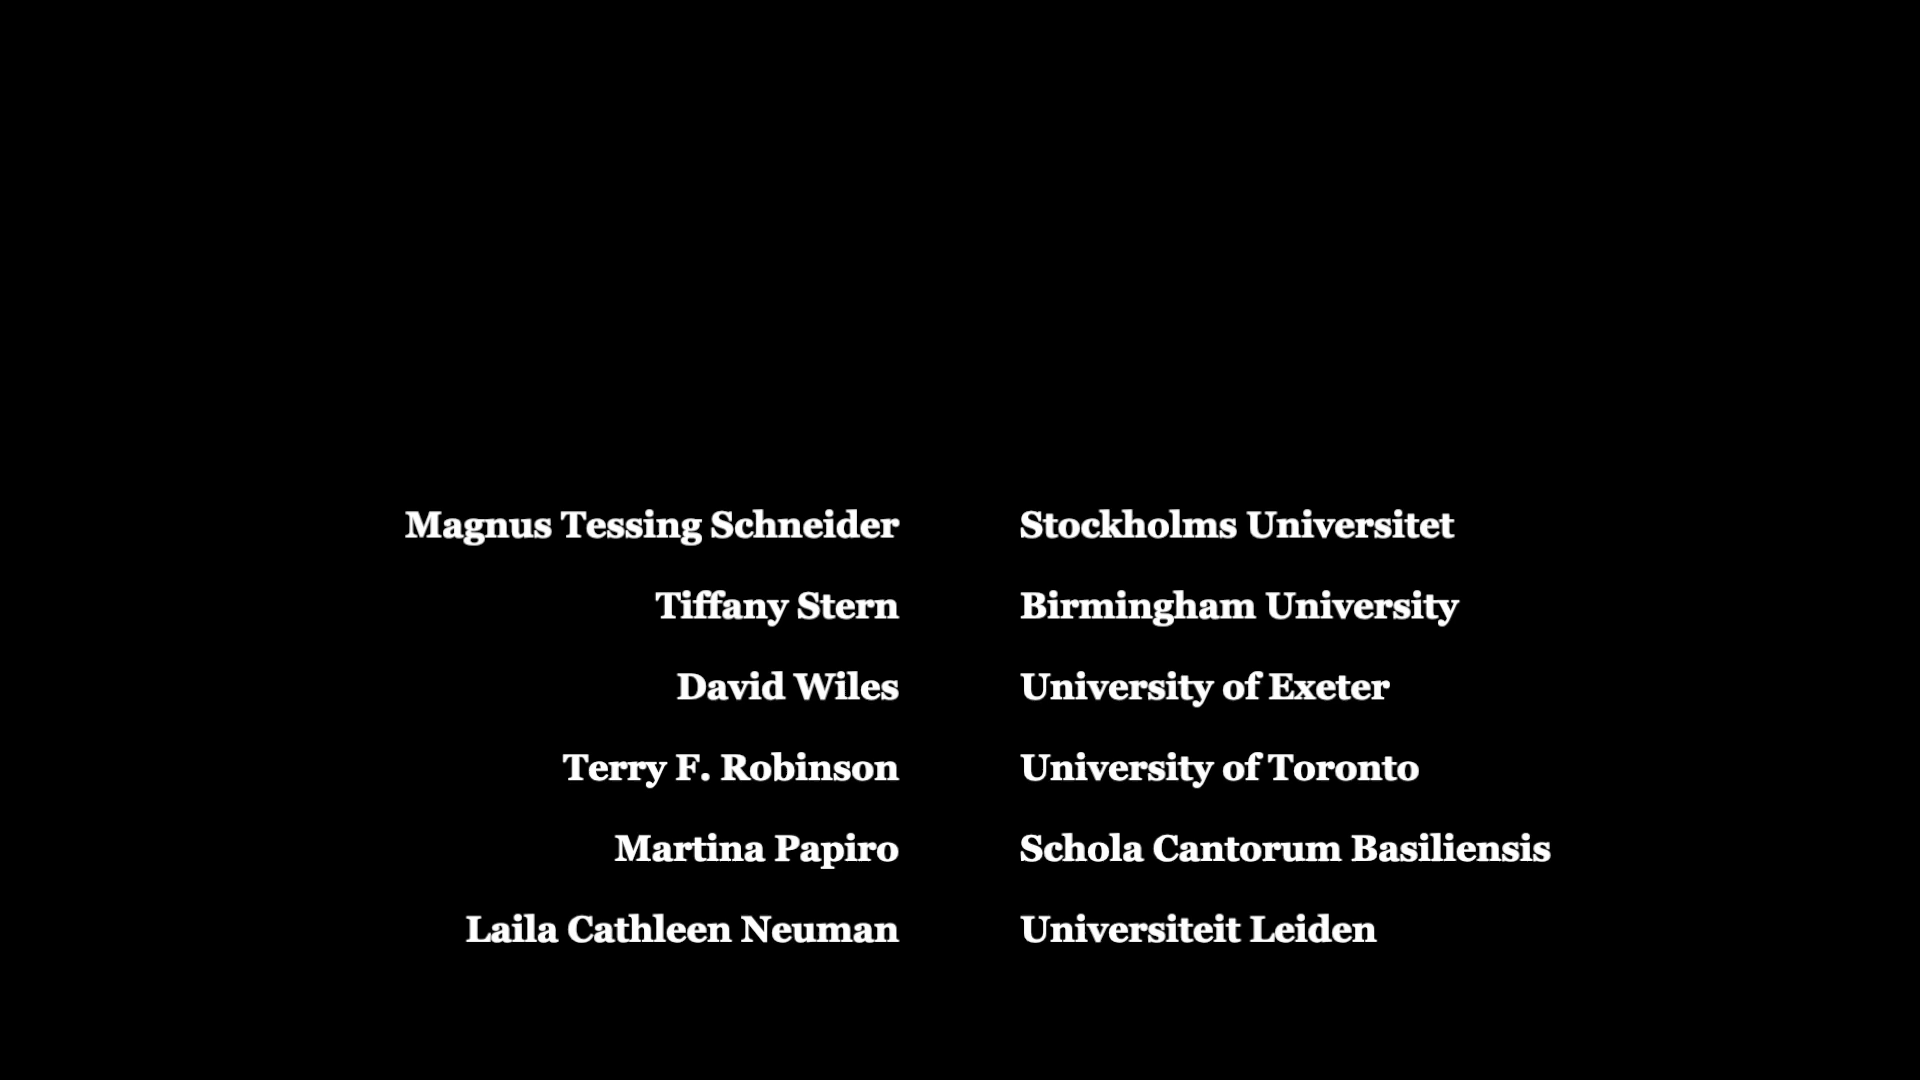 Magnus Tessing Schneider Stockholms Universitet
Tiffany Stern Birmingham University
David Wiles University of Exeter
Terry F. Robinson University of Toronto
Martina Papiro Schola Cantorum Basiliensis
Laila Cathleen Neuman Universiteit Leiden